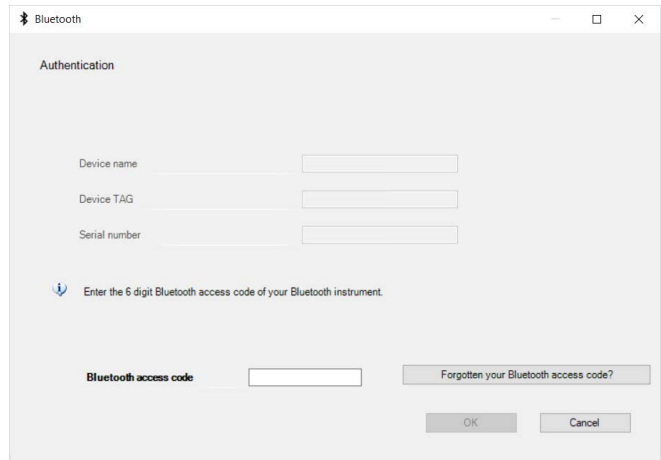 Bluetooth
Authentication
Device name
Device TAG
Serial number
Enter the 6 digit Bluetooth access code of your Bluetooth instrument.
Bluetooth access code
Forgotten your Bluetooth access code?
OK
Cancel